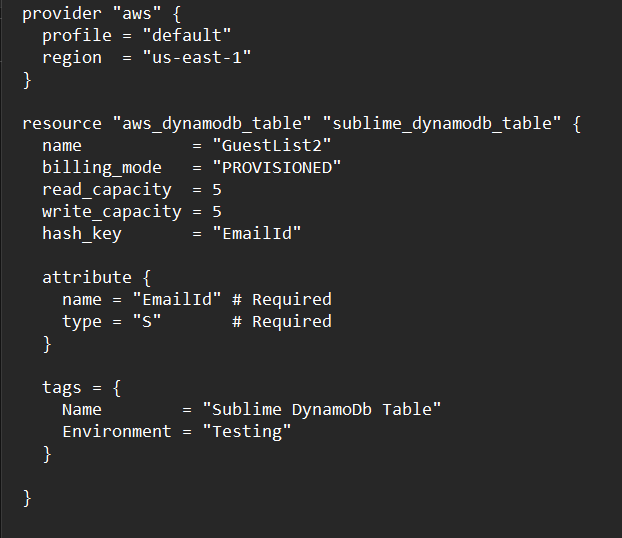 provider "aws" {
  profile = "default"
  region  = "us-east-1"
}
resource "aws_dynamodb_table" "sublime_dynamodb_table" {
  name           = "GuestList2"
  billing_mode   = "PROVISIONED"
  read_capacity  = 5
  write_capacity = 5
  hash_key       = "EmailId"
  attribute {
    name = "EmailId" # Required
    type = "S"       # Required
  }
  tags = {
    Name        = "Sublime DynamoDb Table"
    Environment = "Testing"
  }
}